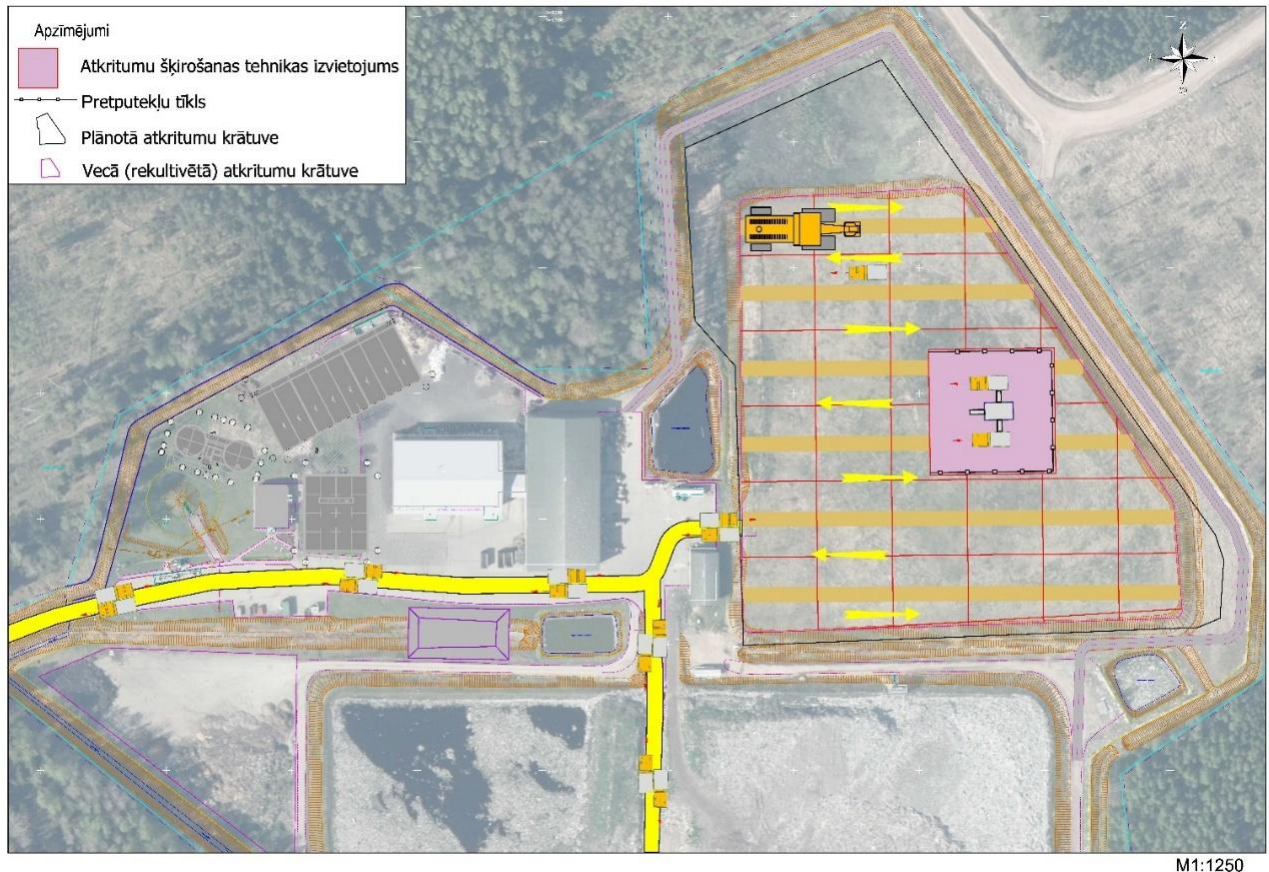 Apzīmējumi
Atkritumu šķirošanas tehnikas izvietojums
Pretputekļu tīkls
Plānotā atkritumu krātuve
Vecā (rekultivētā) atkritumu krātuve
Z
M1:1250